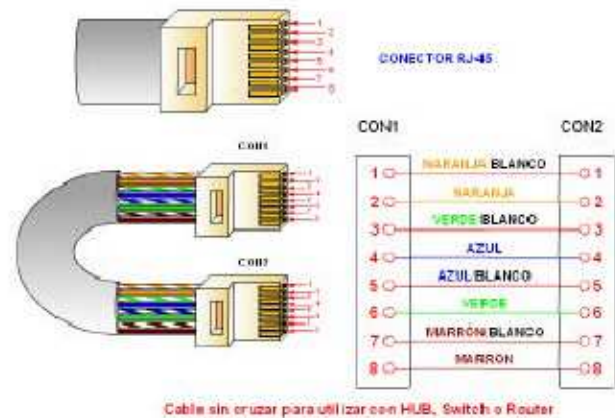 1
2
3
4
5
6
7
8
CONECTOR RJ-45
CON1
CON2
CON1 CON2
1 NARANJA/BLANCO 1
2 NARANJA 2
3 VERDE/BLANCO 3
4 AZUL 4
5 AZUL/BLANCO 5
6 VERDE 6
7 MARRON/BLANCO 7
8 MARRON 8
Cable sin cruzar para utilizar con HUB, Switch o Router